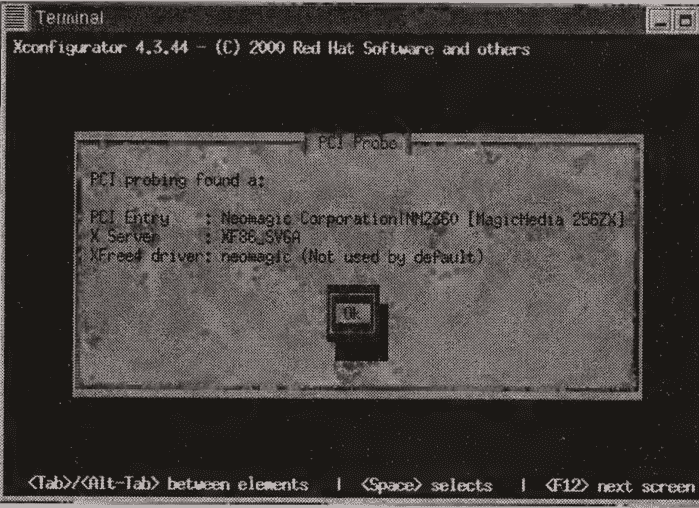 Terminal
Xconfigurator 4.3.44 - (C) 2000 Red Hat Software and others
PCI Probe
PCI probing found a:
PCI Entry : Neomagic Corporation|NM2360 [MagicMedia 256ZX]
X Server : XF86_SVGA
XFree4 driver: neomagic (Not used by default)
Ok
<Tab>/<Alt-Tab> between elements | <Space> selects | <F12> next screen